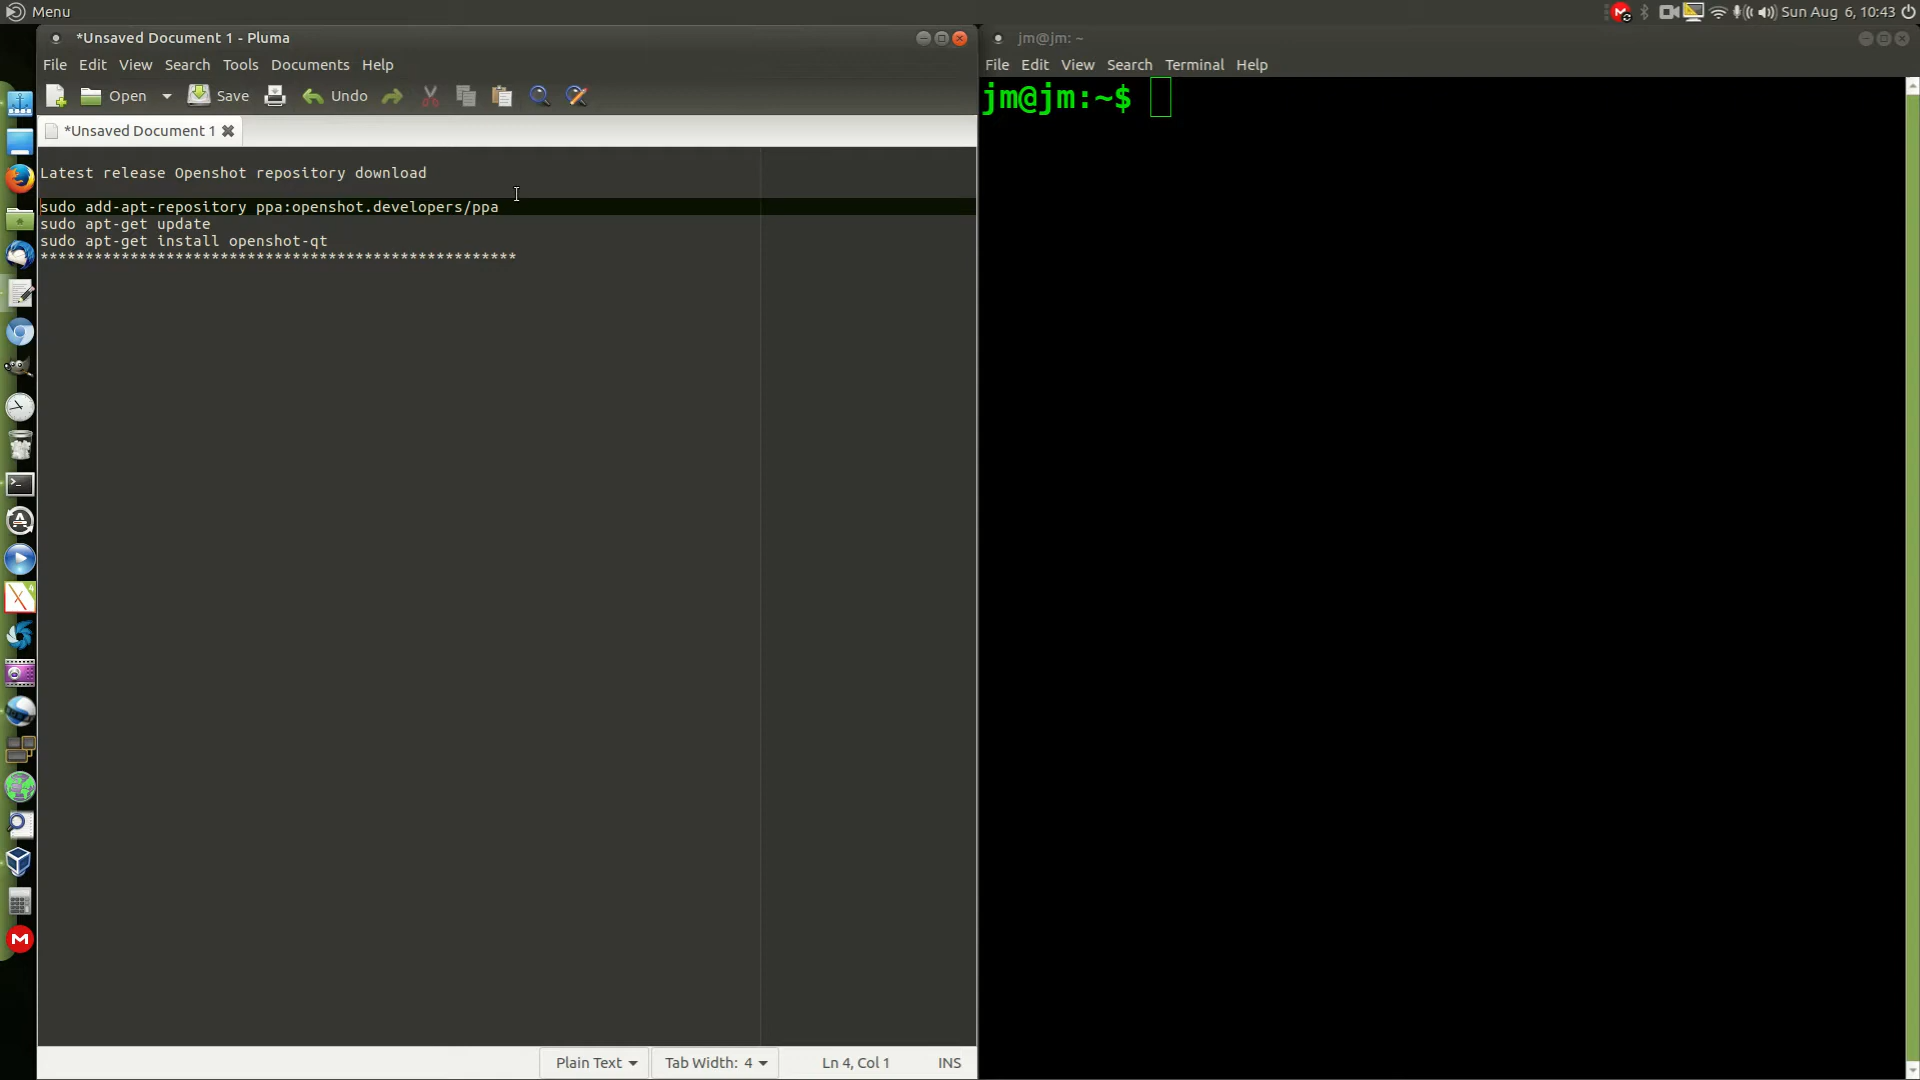 Menu
Sun Aug 6, 10:43
*Unsaved Document 1 - Pluma
File Edit View Search Tools Documents Help
Open Save Undo
*Unsaved Document 1
Latest release Openshot repository download
sudo add-apt-repository ppa:openshot.developers/ppa
sudo apt-get update
sudo apt-get install openshot-qt
*****************************************************
Plain Text Tab Width: 4 Ln 4, Col 1 INS
jm@jm: ~
File Edit View Search Terminal Help
jm@jm:~$